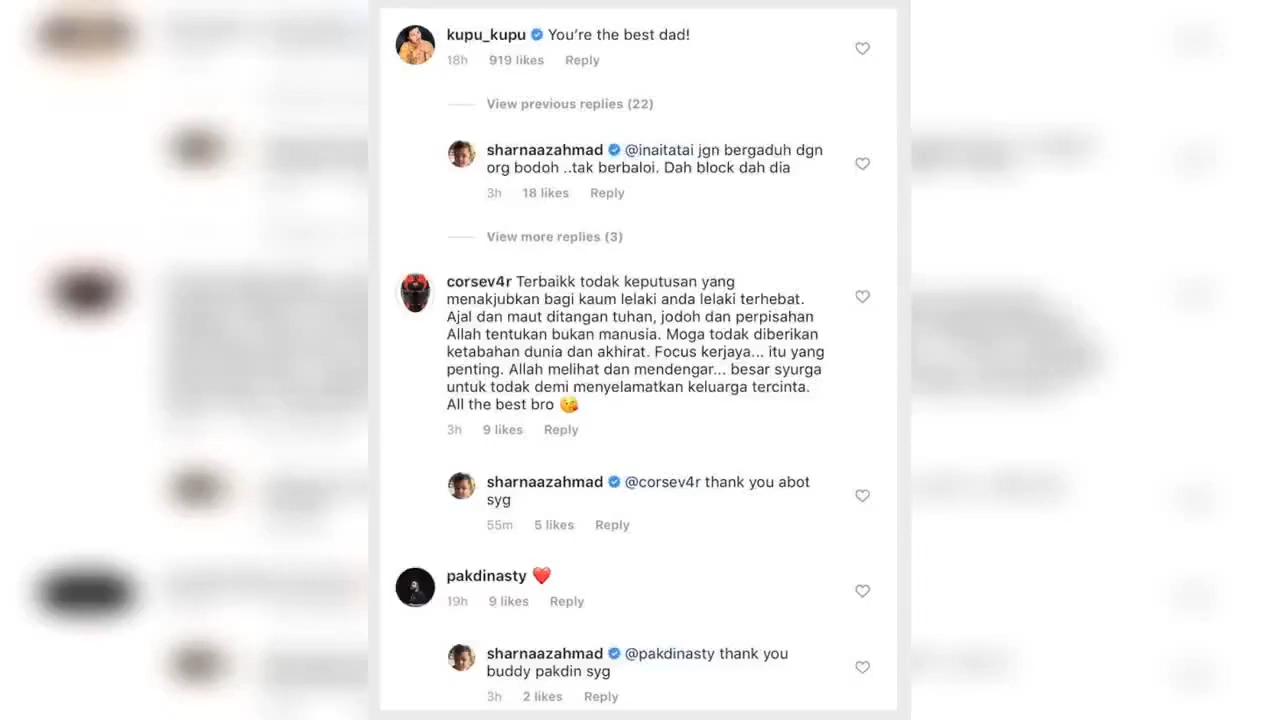 kupu_kupu You're the best dad!
18h 919 likes Reply
View previous replies (22)
sharnaazahmad @inaitatai jgn bergaduh dgn
org bodoh ..tak berbaloi. Dah block dah dia
3h 18 likes Reply
View more replies (3)
corsev4r Terbaikk todak keputusan yang
menakjubkan bagi kaum lelaki anda lelaki terhebat.
Ajal dan maut ditangan tuhan, jodoh dan perpisahan
Allah tentukan bukan manusia. Moga todak diberikan
ketabahan dunia dan akhirat. Focus kerjaya... itu yang
penting. Allah melihat dan mendengar... besar syurga
untuk todak demi menyelamatkan keluarga tercinta.
All the best bro 😘
3h 9 likes Reply
sharnaazahmad @corsev4r thank you abot
syg
55m 5 likes Reply
pakdinasty ❤️
19h 9 likes Reply
sharnaazahmad @pakdinasty thank you
buddy pakdin syg
3h 2 likes Reply